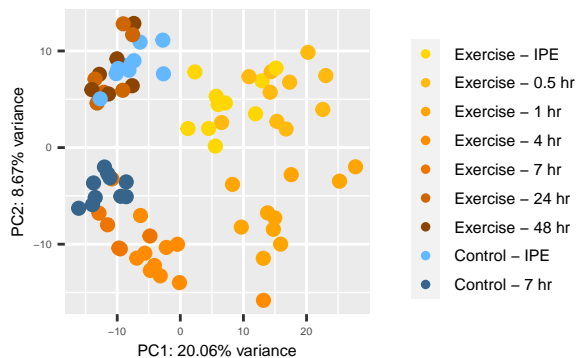 10
0
−10
PC2: 8.67% variance
−10
0
10
20
PC1: 20.06% variance
Exercise − IPE
Exercise − 0.5 hr
Exercise − 1 hr
Exercise − 4 hr
Exercise − 7 hr
Exercise − 24 hr
Exercise − 48 hr
Control − IPE
Control − 7 hr